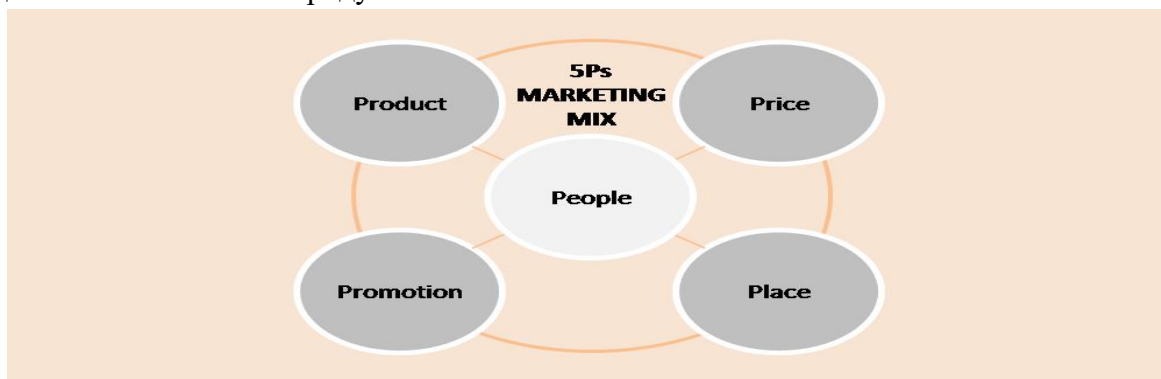 5Ps
MARKETING
MIX
Product
Price
People
Promotion
Place